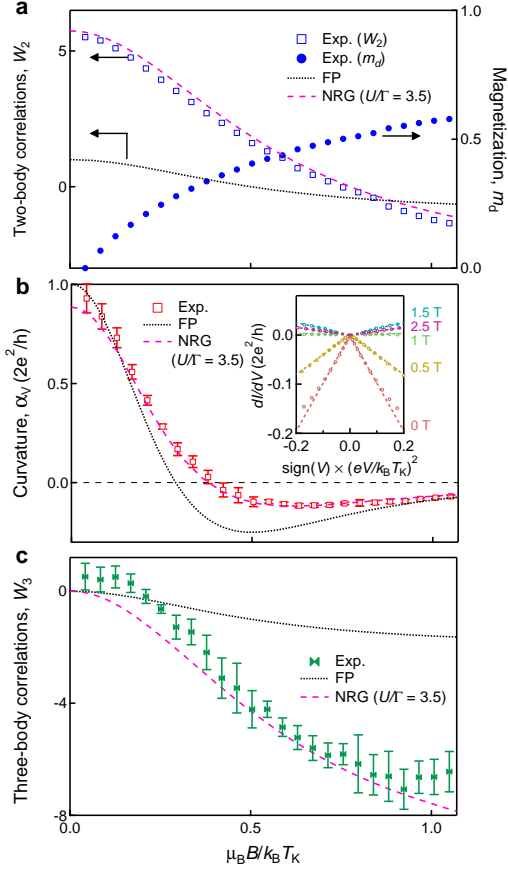 a
Two-body correlations, W2
5
0
Exp. (W2)
Exp. (md)
FP
NRG (U/Γ = 3.5)
1.0
0.5
0.0
Magnetization, md
b
Curvature, αV (2e²/h)
1.0
0.5
0.0
Exp.
FP
NRG
(U/Γ = 3.5)
dI/dV (2e²/h)
0.0
-0.1
-0.2
-0.2
0.0
0.2
sign(V) × (eV/kBTK)²
1.5 T
2.5 T
1 T
0.5 T
0 T
c
Three-body correlations, W3
0
-4
-8
Exp.
FP
NRG (U/Γ = 3.5)
0.0
0.5
1.0
μBB/kBTK